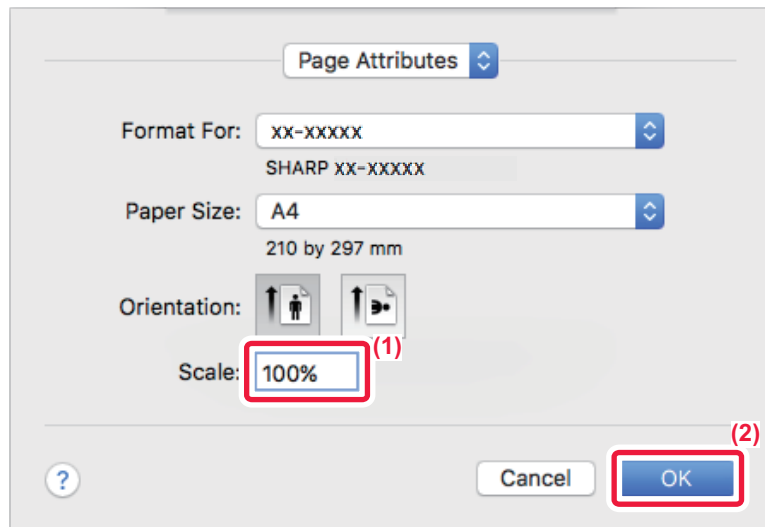 Page Attributes
Format For: xx-xxxxx
SHARP xx-xxxxx
Paper Size: A4
210 by 297 mm
Orientation:
(1)
Scale: 100%
(2)
? Cancel OK